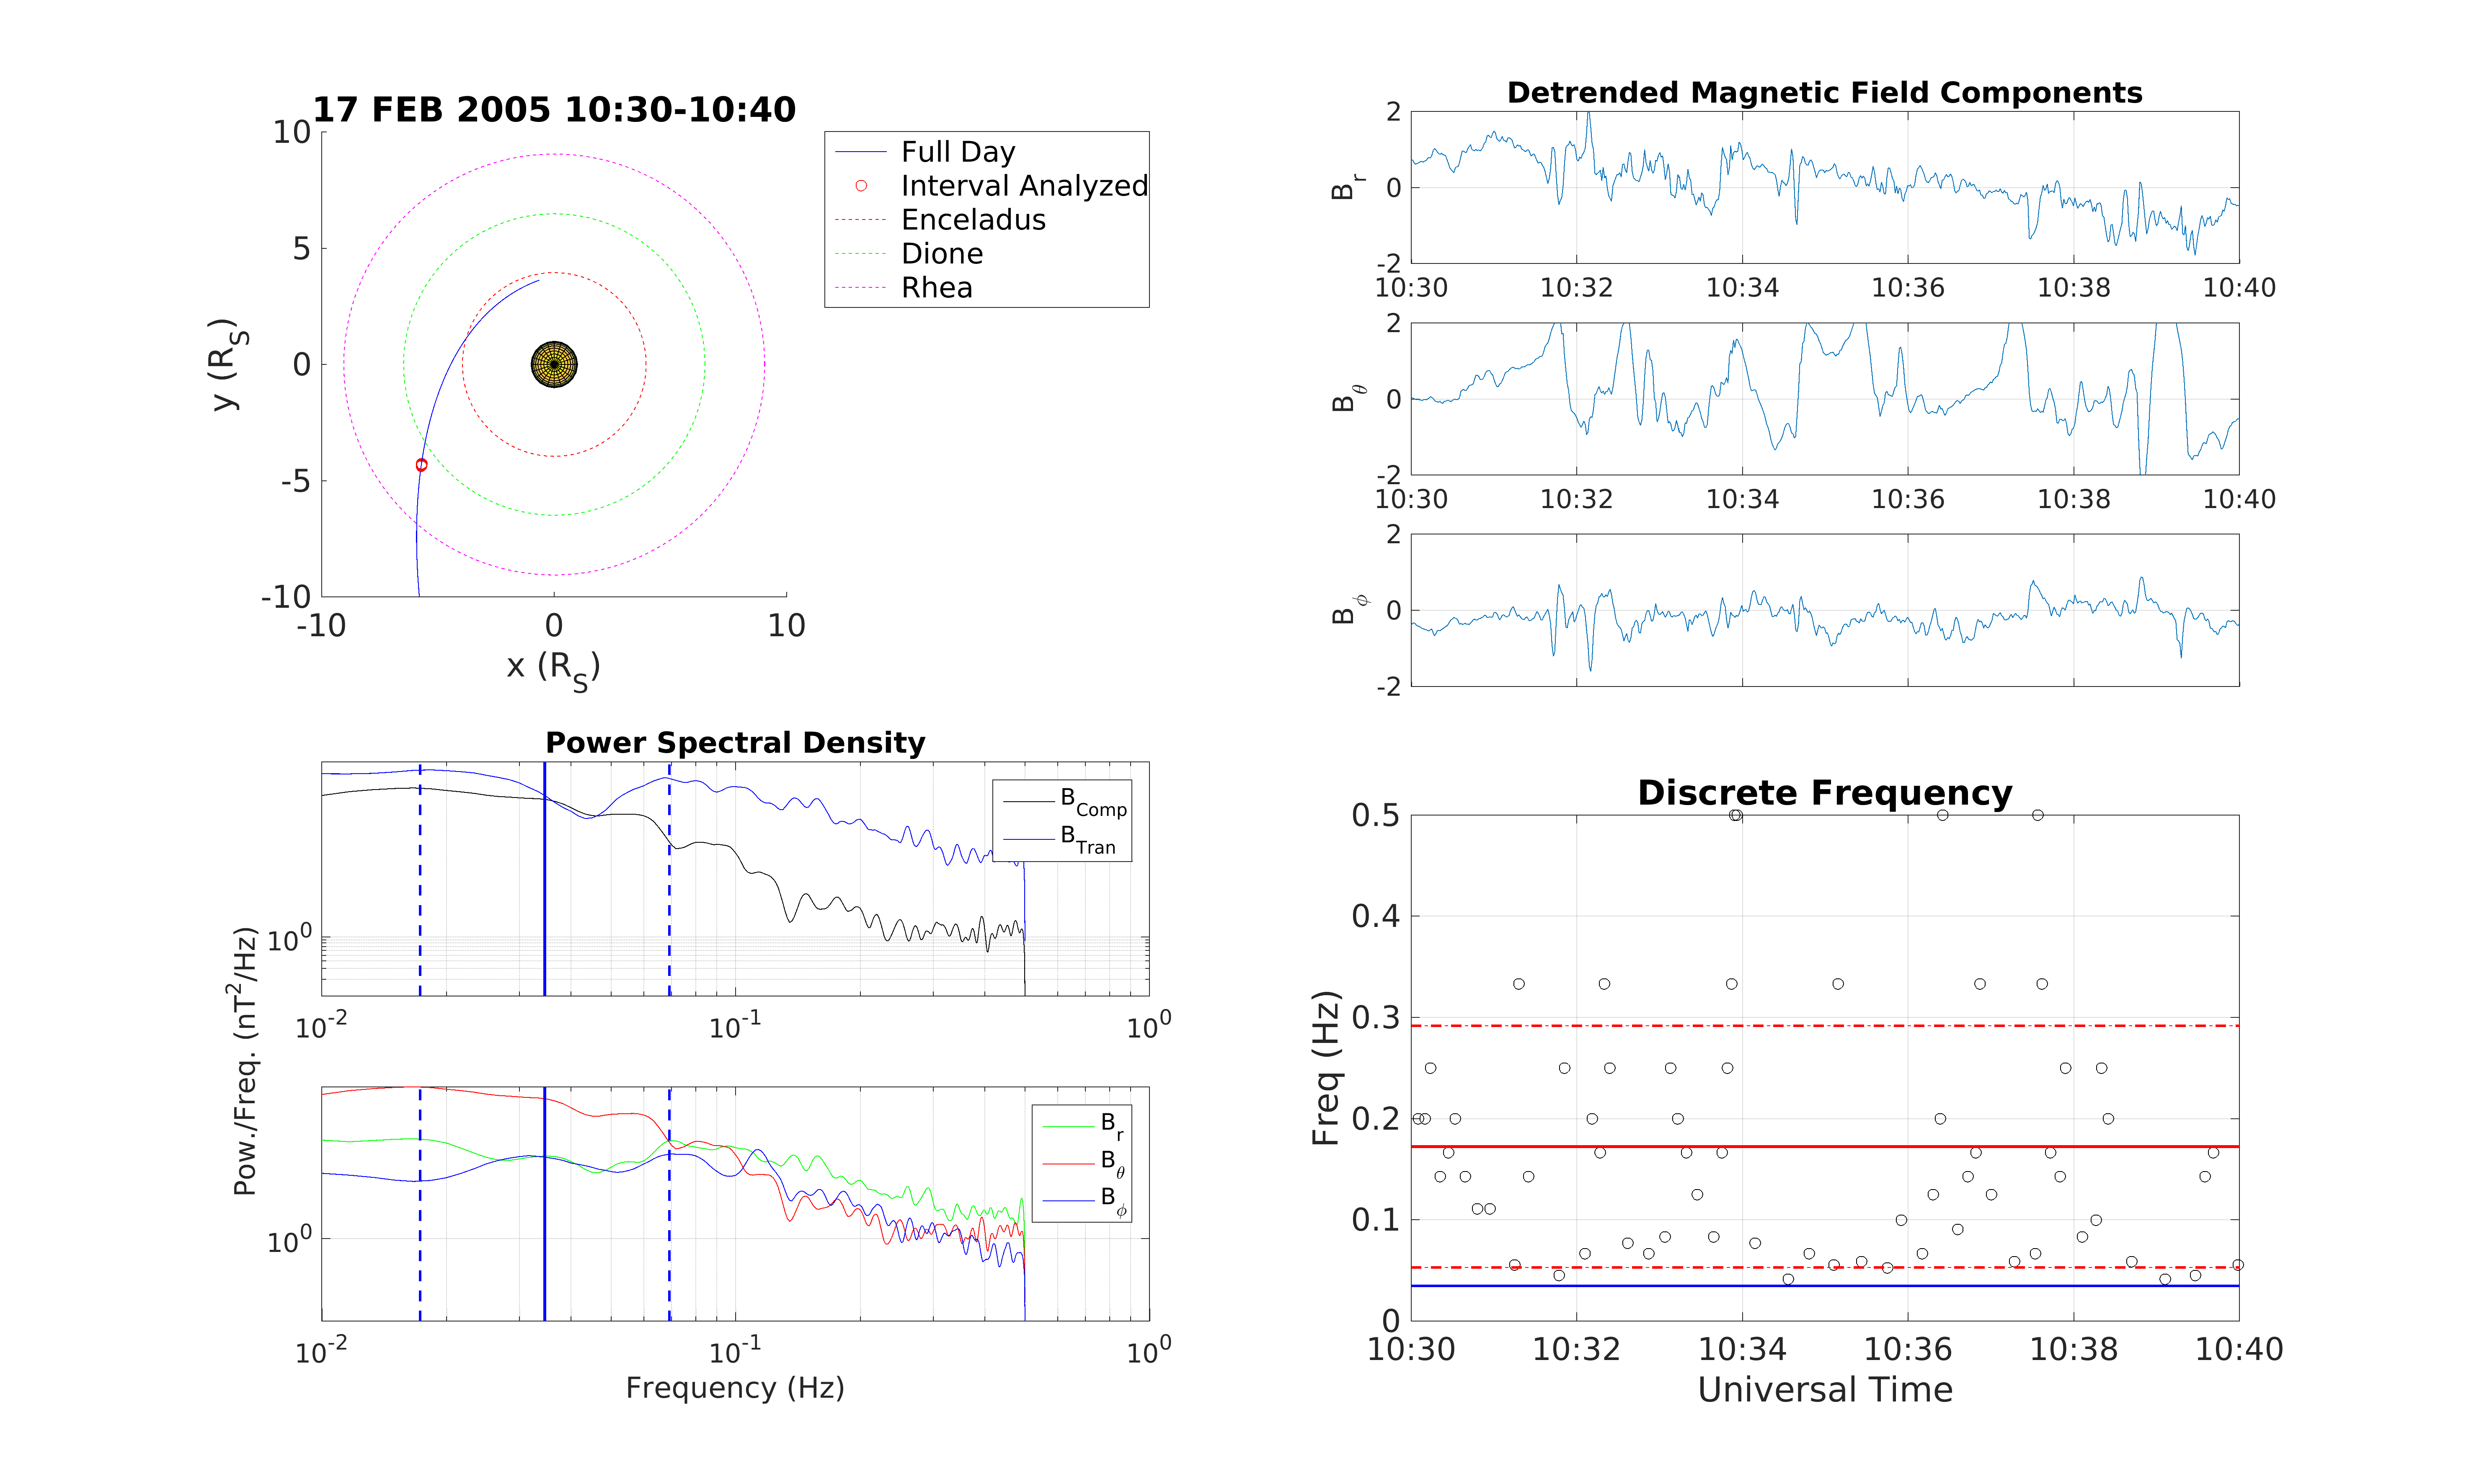 17 FEB 2005 10:30-10:40
10
5
0
-5
-10
-10
0
10
y (R_S)
x (R_S)
Full Day
Interval Analyzed
Enceladus
Dione
Rhea
Detrended Magnetic Field Components
B_r
2
0
-2
10:30 10:32 10:34 10:36 10:38 10:40
B_θ
2
0
-2
10:30 10:32 10:34 10:36 10:38 10:40
B_ϕ
2
0
-2
Power Spectral Density
B_Comp
B_Tran
10^0
10^-2 10^-1 10^0
Pow./Freq. (nT^2/Hz)
B_r
B_θ
B_ϕ
10^0
10^-2 10^-1 10^0
Frequency (Hz)
Discrete Frequency
Freq (Hz)
0.5
0.4
0.3
0.2
0.1
0
10:30 10:32 10:34 10:36 10:38 10:40
Universal Time